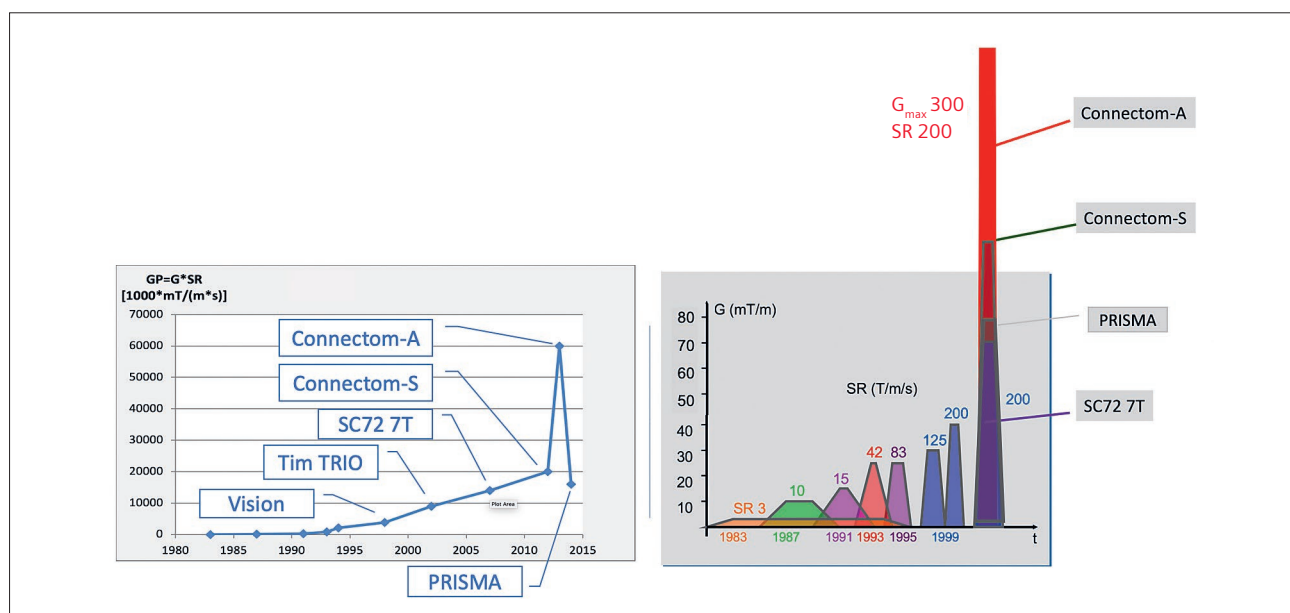 GP=G*SR
[1000*mT/(m*s)]
70000
60000
50000
40000
30000
20000
10000
0
1980 1985 1990 1995 2000 2005 2010 2015
Connectom-A
Connectom-S
SC72 7T
Tim TRIO
Vision
Plot Area
PRISMA
Gmax 300
SR 200
Connectom-A
Connectom-S
PRISMA
SC72 7T
G (mT/m)
80
70
60
50
40
30
20
10
SR (T/m/s)
SR 3
10
15
42
83
125
200
200
1983 1987 1991 1993 1995 1999
t